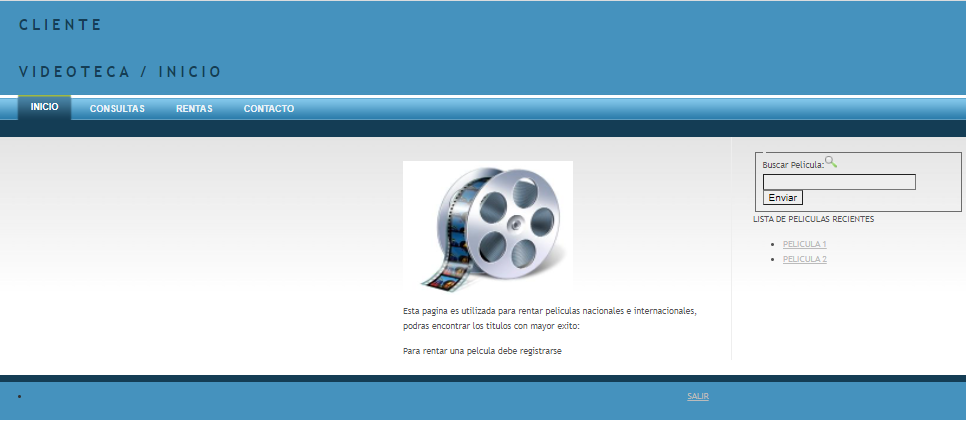 CLIENTE
VIDEOTECA / INICIO
INICIO CONSULTAS RENTAS CONTACTO
Buscar Pelicula:
Enviar
LISTA DE PELICULAS RECIENTES
PELICULA 1
PELICULA 2
Esta pagina es utilizada para rentar peliculas nacionales e internacionales,
podras encontrar los titulos con mayor exito:
Para rentar una pelcula debe registrarse
SALIR